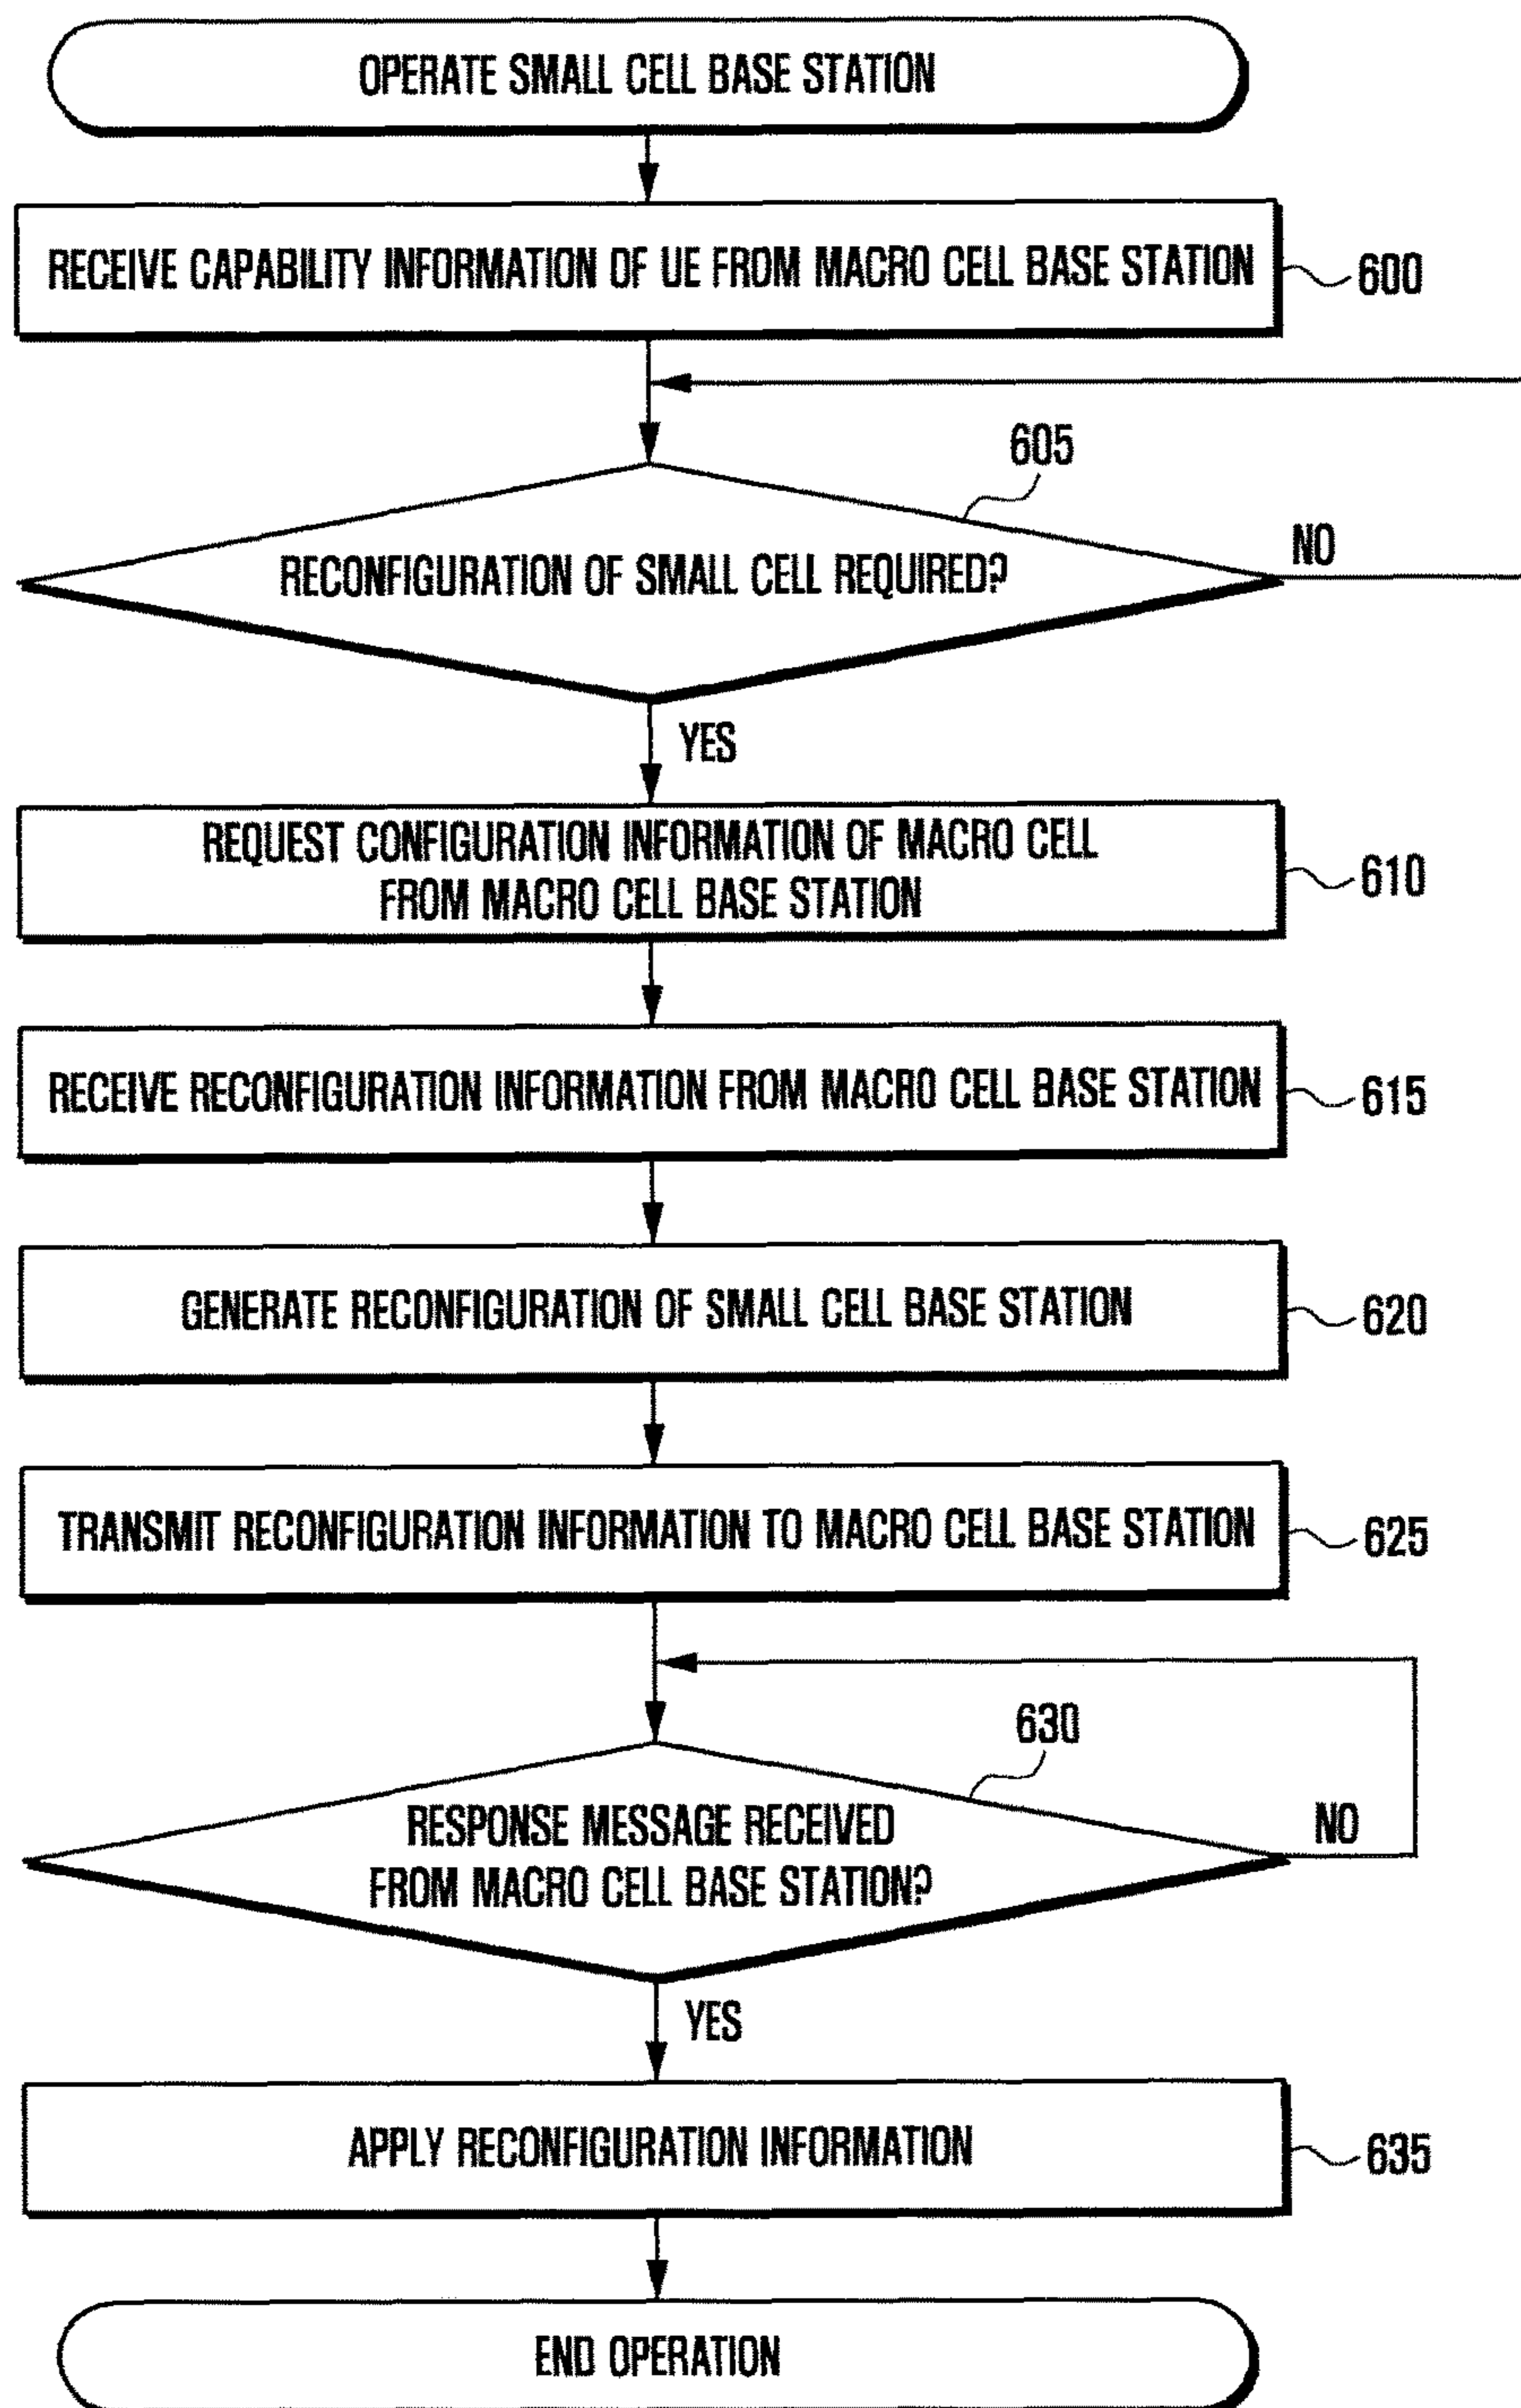 OPERATE SMALL CELL BASE STATION
RECEIVE CAPABILITY INFORMATION OF UE FROM MACRO CELL BASE STATION
600
605
RECONFIGURATION OF SMALL CELL REQUIRED?
NO
YES
REQUEST CONFIGURATION INFORMATION OF MACRO CELL
FROM MACRO CELL BASE STATION
610
RECEIVE RECONFIGURATION INFORMATION FROM MACRO CELL BASE STATION
615
GENERATE RECONFIGURATION OF SMALL CELL BASE STATION
620
TRANSMIT RECONFIGURATION INFORMATION TO MACRO CELL BASE STATION
625
630
RESPONSE MESSAGE RECEIVED
FROM MACRO CELL BASE STATION?
NO
YES
APPLY RECONFIGURATION INFORMATION
635
END OPERATION